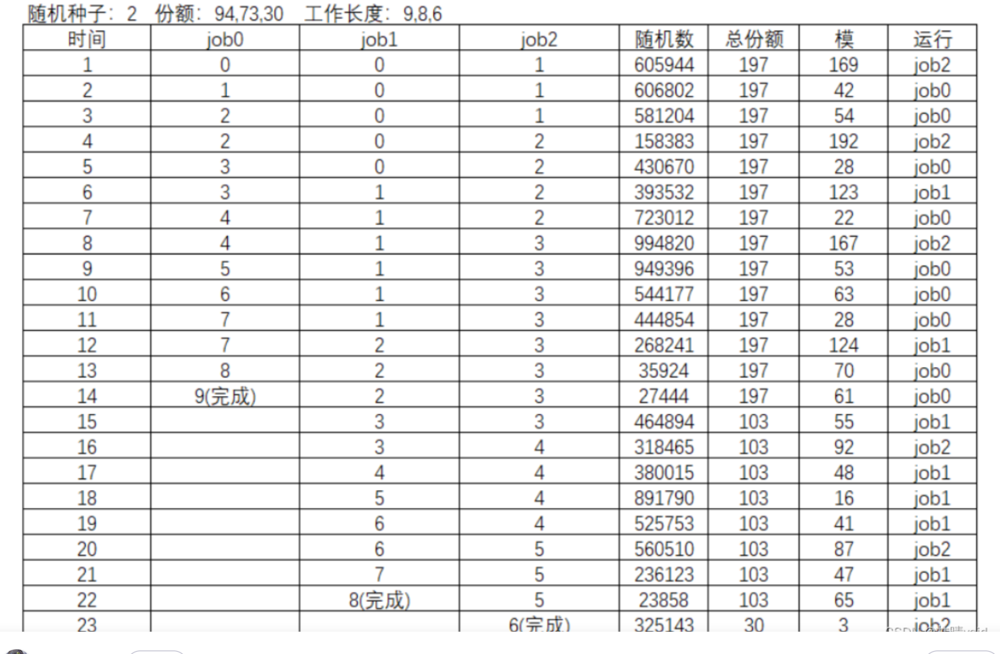 随机种子：2 份额：94,73,30 工作长度：9,8,6
时间 job0 job1 job2 随机数 总份额 模 运行
1 0 0 1 605944 197 169 job2
2 1 0 1 606802 197 42 job0
3 2 0 1 581204 197 54 job0
4 2 0 2 158383 197 192 job2
5 3 0 2 430670 197 28 job0
6 3 1 2 393532 197 123 job1
7 4 1 2 723012 197 22 job0
8 4 1 3 994820 197 167 job2
9 5 1 3 949396 197 53 job0
10 6 1 3 544177 197 63 job0
11 7 1 3 444854 197 28 job0
12 7 2 3 268241 197 124 job1
13 8 2 3 35924 197 70 job0
14 9(完成) 2 3 27444 197 61 job0
15 3 3 464894 103 55 job1
16 3 4 318465 103 92 job2
17 4 4 380015 103 48 job1
18 5 4 891790 103 16 job1
19 6 4 525753 103 41 job1
20 6 5 560510 103 87 job2
21 7 5 236123 103 47 job1
22 8(完成) 5 23858 103 65 job1
23 6(完成) 325143 30 3 job2